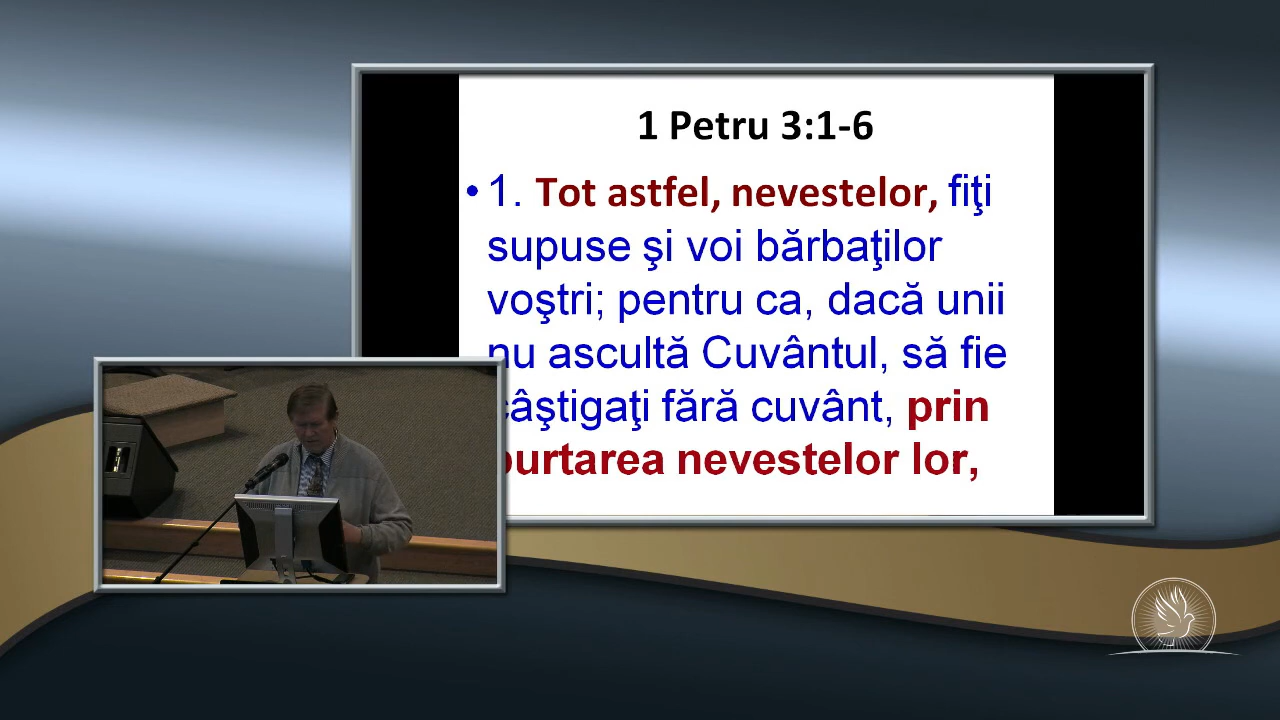 1 Petru 3:1-6
• 1. Tot astfel, nevestelor, fiţi
supuse şi voi bărbaţilor
voştri; pentru ca, dacă unii
nu ascultă Cuvântul, să fie
câştigaţi fără cuvânt, prin
purtarea nevestelor lor,